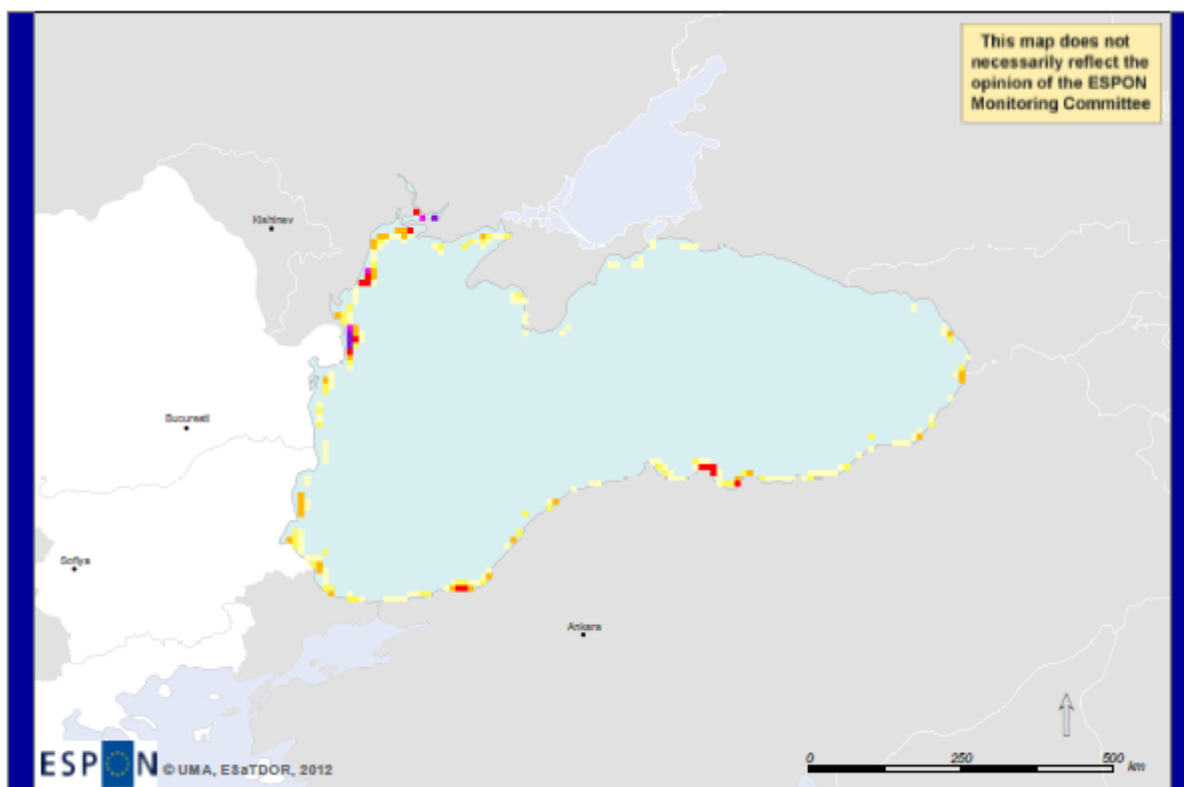 This map does not
necessarily reflect the
opinion of the ESPON
Monitoring Committee
Kishinev
Bucuresti
Sofiya
Ankara
ESPON © UMA, ESaTDOR, 2012
0 250 500
km